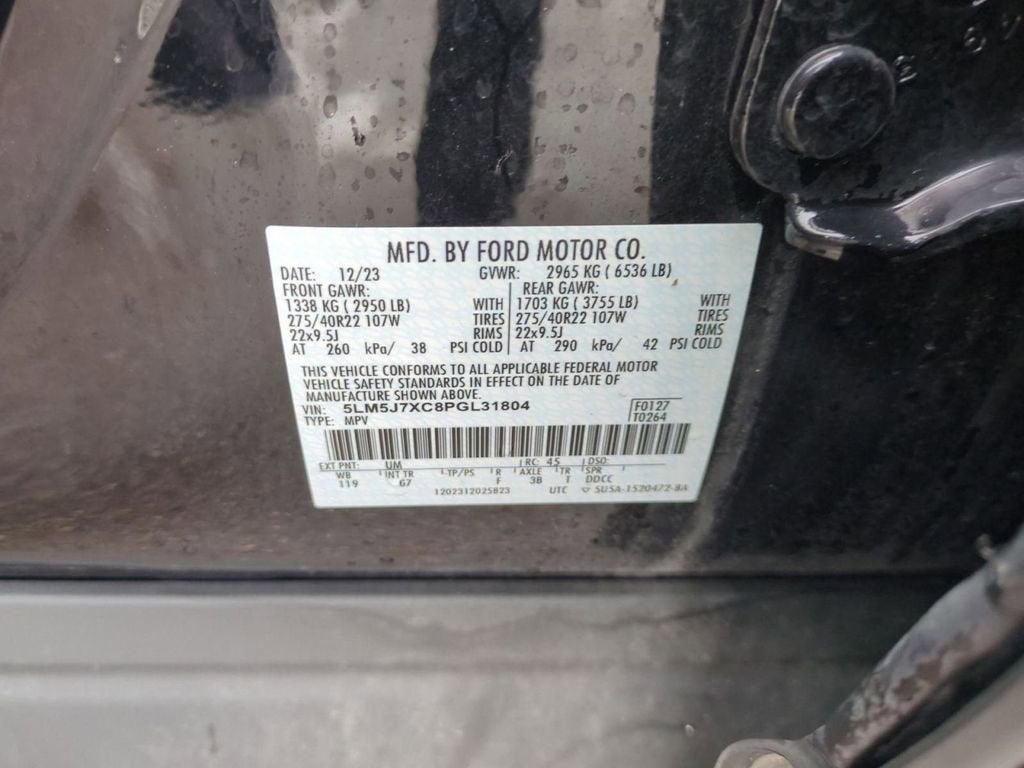 MFD. BY FORD MOTOR CO.
DATE: 12/23 GVWR: 2965 KG ( 6536 LB)
FRONT GAWR: REAR GAWR:
1338 KG ( 2950 LB) WITH 1703 KG ( 3755 LB) WITH
275/40R22 107W TIRES 275/40R22 107W TIRES
22x9.5J RIMS 22x9.5J RIMS
AT 260 kPa/ 38 PSI COLD AT 290 kPa/ 42 PSI COLD
THIS VEHICLE CONFORMS TO ALL APPLICABLE FEDERAL MOTOR
VEHICLE SAFETY STANDARDS IN EFFECT ON THE DATE OF
MANUFACTURE SHOWN ABOVE.
VIN: 5LM5J7XC8PGL31804 F0127
TYPE: MPV T0264
EXT PNT: UM RC: 45 DSO:
WB INT TR TP/PS R AXLE TR SPR
119 G7 F 3B T DDCC
1202312025823 UTC SU5A-1520472-BA